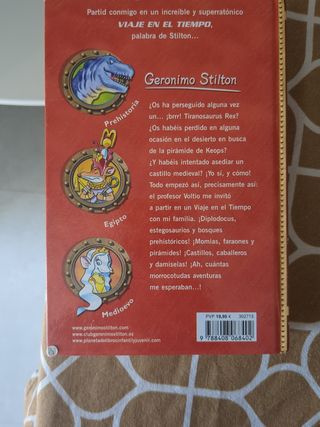 Partid conmigo en un increíble y superratónico
VIAJE EN EL TIEMPO,
palabra de Stilton...
Geronimo Stilton
Prehistoria
¿Os ha perseguido alguna vez
un... ¡brrr! Tiranosaurus Rex?
¿Os habéis perdido en alguna
ocasión en el desierto en busca
de la pirámide de Keops?
¿Y habéis intentado asediar un
castillo medieval? ¡Yo sí, y cómo!
Todo empezó así, precisamente así:
el profesor Voltio me invitó
a partir en un Viaje en el Tiempo
con mi familia. ¡Diplodocus,
estegosaurios y bosques
prehistóricos! ¡Momias, faraones y
pirámides! ¡Castillos, caballeros
y damiselas! ¡Ah, cuántas
morrocotudas aventuras
me esperaban...!
Egipto
Medioevo
www.geronimostilton.com
www.clubgeronimostilton.es
www.planetadelibrosinfantilyjuvenil.com
PVP 19,95 € 302715
9 788408 068402